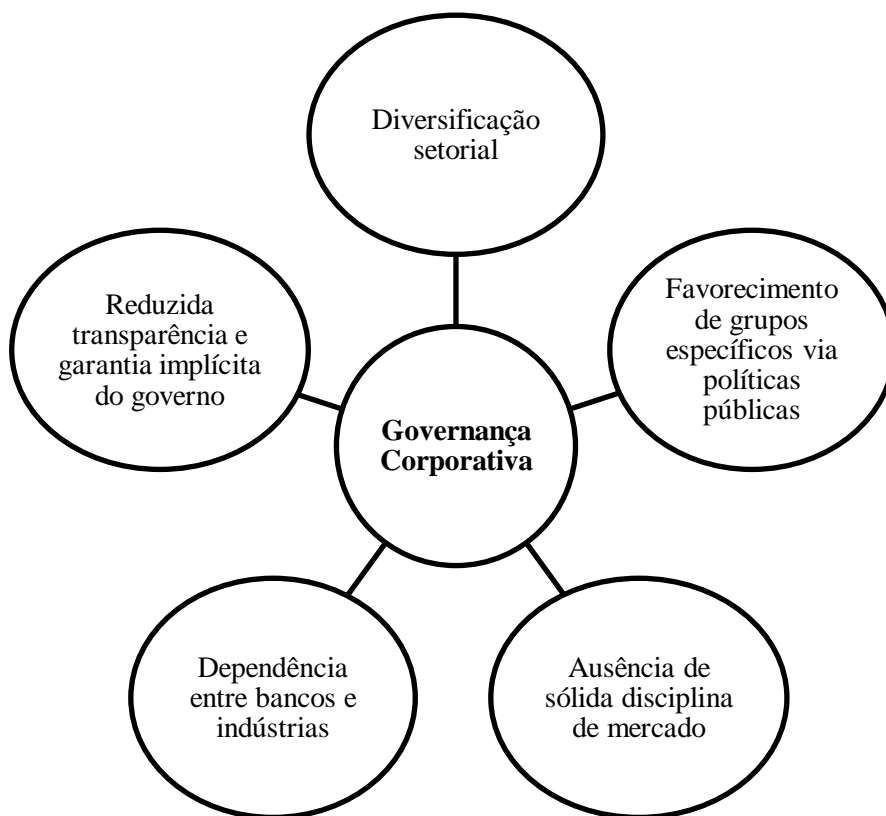 Diversificação
setorial
Reduzida
transparência e
garantia implícita
do governo
Favorecimento
de grupos
específicos via
políticas
públicas
Governança
Corporativa
Dependência
entre bancos e
indústrias
Ausência de
sólida disciplina
de mercado